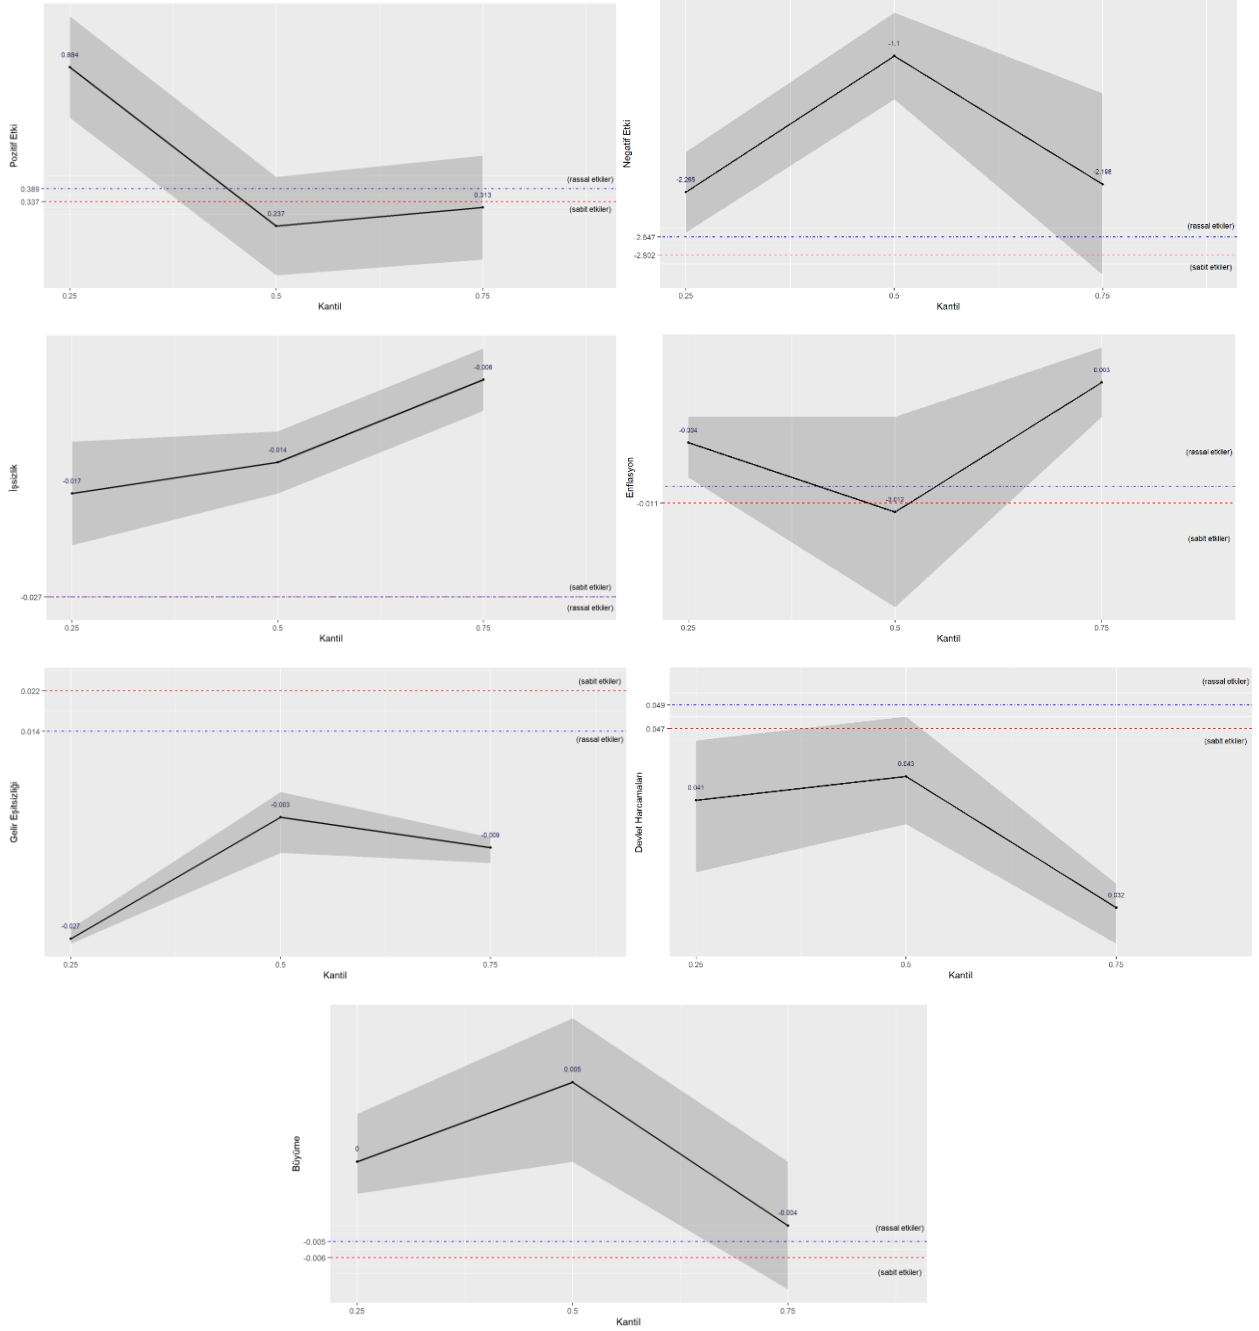 Pozitif Etki
0.884
0.389
(rassal etkiler)
0.337
(sabit etkiler)
0.237
0.313
0.25
0.5
0.75
Kantil
Negatif Etki
-2.265
-1.1
-2.198
(rassal etkiler)
-2.647
-2.802
(sabit etkiler)
0.25
0.5
0.75
Kantil
İşsizlik
-0.017
-0.014
-0.006
(sabit etkiler)
-0.027
(rassal etkiler)
0.25
0.5
0.75
Kantil
Enflasyon
-0.004
0.003
(rassal etkiler)
-0.011
-0.012
(sabit etkiler)
0.25
0.5
0.75
Kantil
Gelir Eşitsizliği
(sabit etkiler)
0.022
0.014
(rassal etkiler)
-0.027
-0.003
-0.009
0.25
0.5
0.75
Kantil
Devlet Harcamaları
(rassal etkiler)
0.049
0.047
(sabit etkiler)
0.041
0.043
0.032
0.25
0.5
0.75
Kantil
Büyüme
0
0.005
-0.004
(rassal etkiler)
-0.005
-0.006
(sabit etkiler)
0.25
0.5
0.75
Kantil